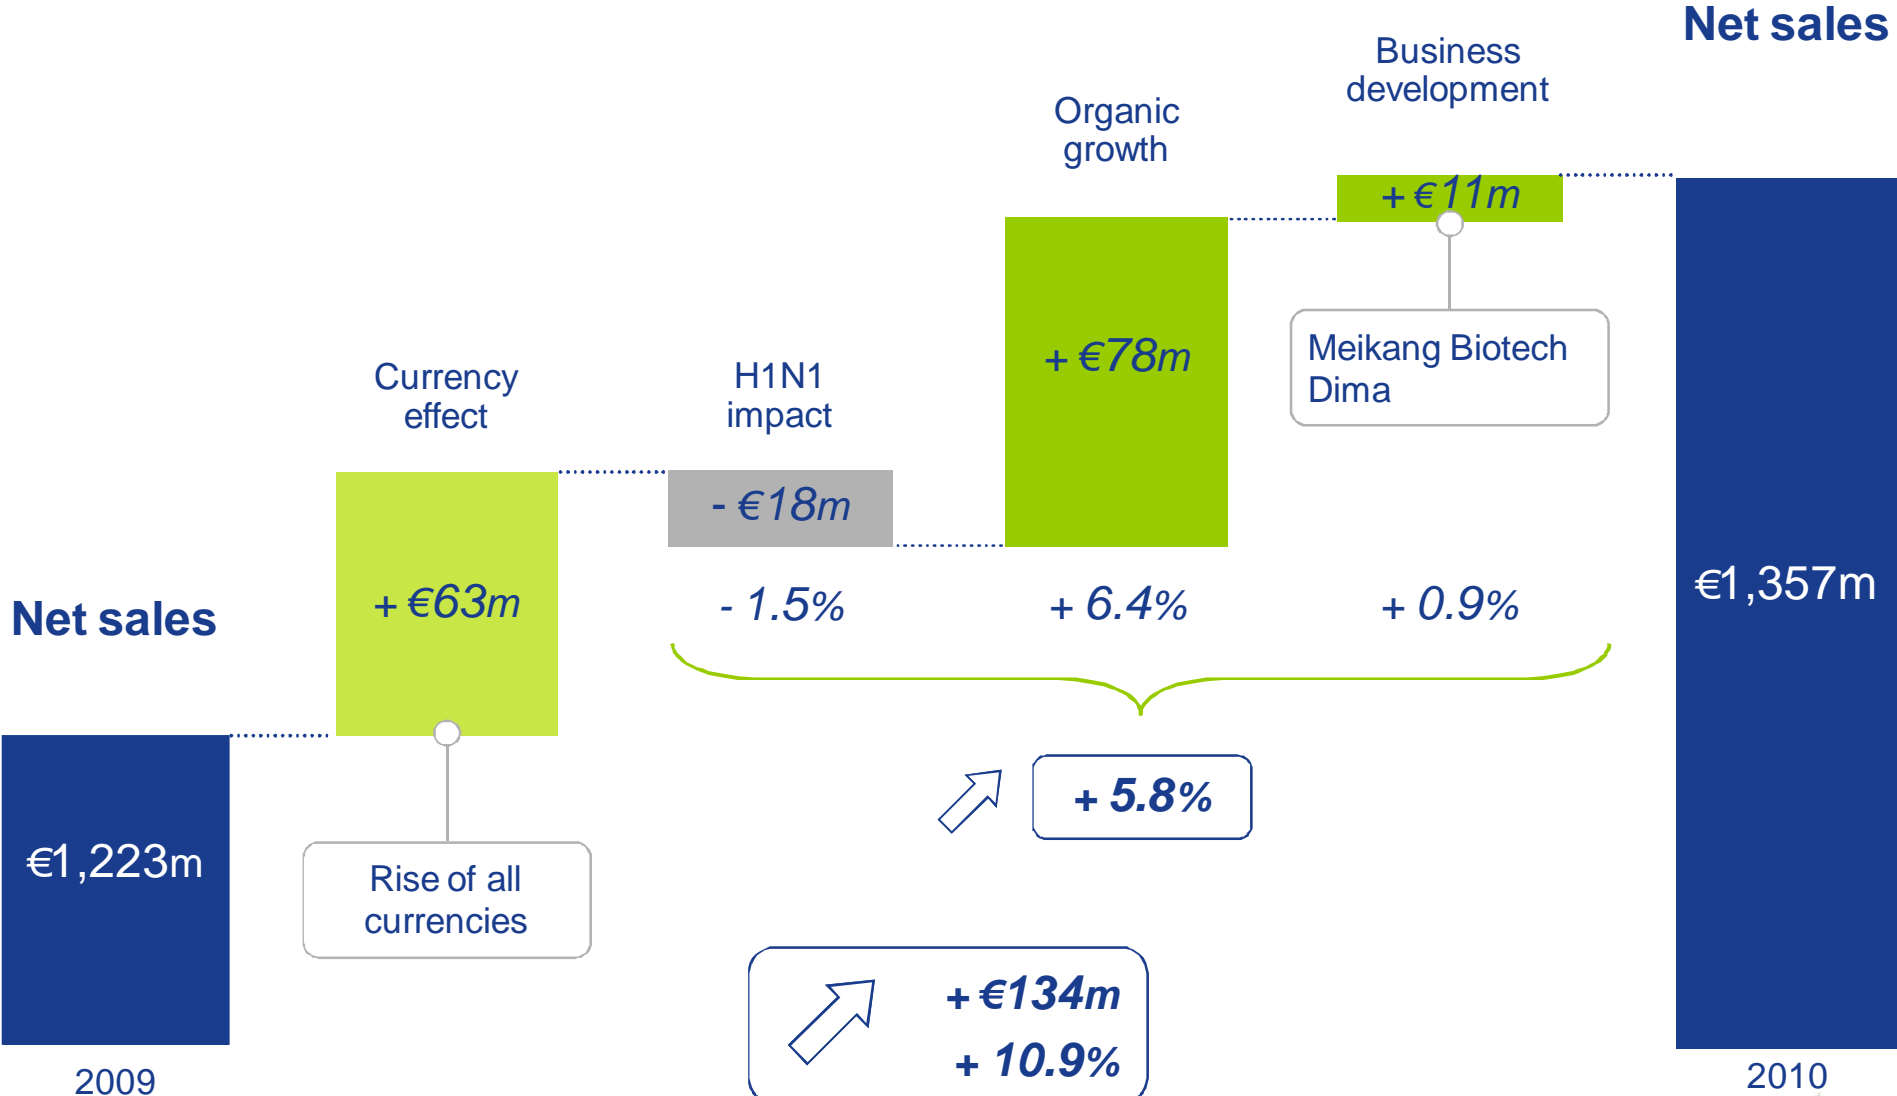 Net sales
Business
development
Organic
growth
+ €11m
Meikang Biotech
Dima
+ €78m
Currency
effect
H1N1
impact
- €18m
+ €63m
- 1.5%
+ 6.4%
+ 0.9%
€1,357m
Net sales
+ 5.8%
€1,223m
Rise of all
currencies
+ €134m
+ 10.9%
2009
2010